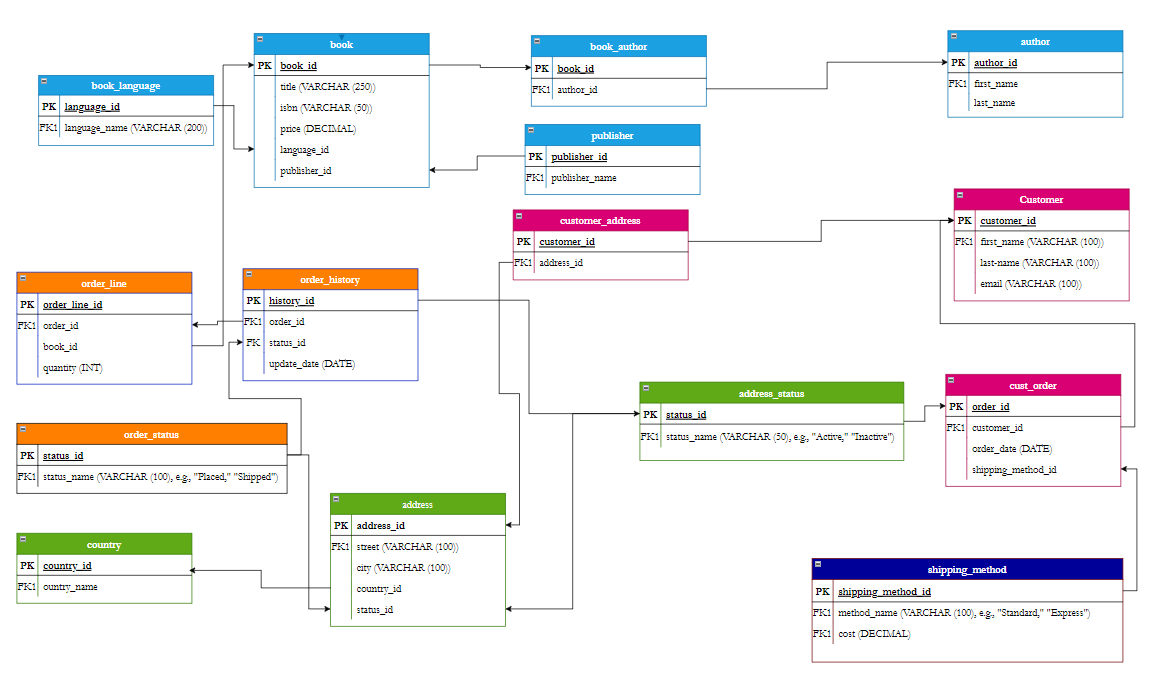 book
PK book_id
title (VARCHAR (250))
isbn (VARCHAR (50))
price (DECIMAL)
language_id
publisher_id
book_author
PK book_id
FK1 author_id
author
PK author_id
FK1 first_name
last_name
book_language
PK language_id
FK1 language_name (VARCHAR (200))
publisher
PK publisher_id
FK1 publisher_name
customer_address
PK customer_id
FK1 address_id
Customer
PK customer_id
FK1 first_name (VARCHAR (100))
last-name (VARCHAR (100))
email (VARCHAR (100))
order_line
PK order_line_id
FK1 order_id
book_id
quantity (INT)
order_history
PK history_id
FK1 order_id
FK status_id
update_date (DATE)
address_status
PK status_id
FK1 status_name (VARCHAR (50), e.g., "Active," "Inactive")
cust_order
PK order_id
FK1 customer_id
order_date (DATE)
shipping_method_id
order_status
PK status_id
FK1 status_name (VARCHAR (100), e.g., "Placed," "Shipped")
address
PK address_id
FK1 street (VARCHAR (100))
city (VARCHAR (100))
country_id
status_id
country
PK country_id
FK1 ountry_name
shipping_method
PK shipping_method_id
FK1 method_name (VARCHAR (100), e.g., "Standard," "Express")
FK1 cost (DECIMAL)